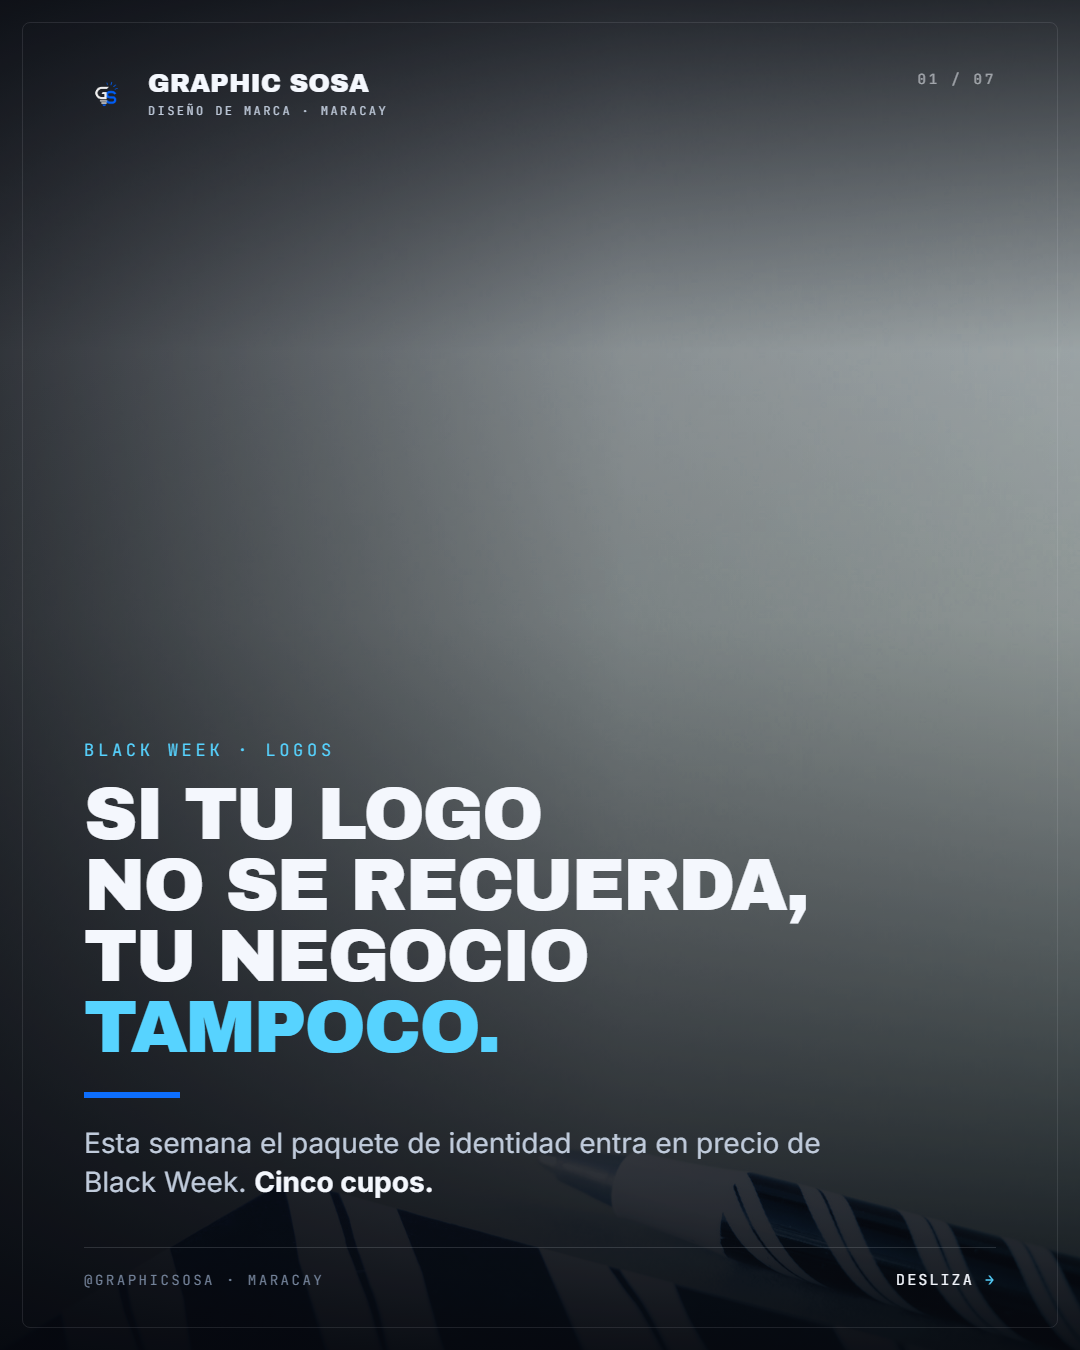 GS
GRAPHIC SOSA
DISEÑO DE MARCA · MARACAY
01 / 07
BLACK WEEK · LOGOS
SI TU LOGO
NO SE RECUERDA,
TU NEGOCIO
TAMPOCO.
Esta semana el paquete de identidad entra en precio de
Black Week. Cinco cupos.
@GRAPHICSOSA · MARACAY
DESLIZA →